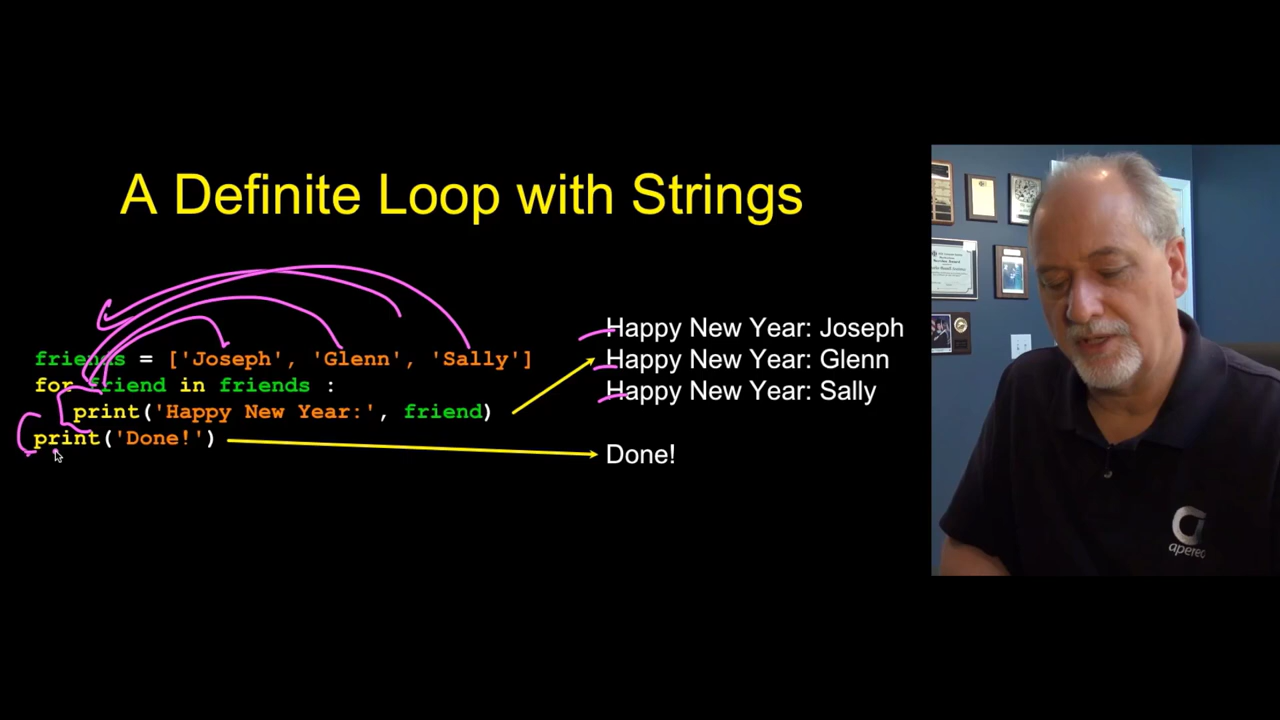 A Definite Loop with Strings
friends = ['Joseph', 'Glenn', 'Sally']
for friend in friends :
    print('Happy New Year:', friend)
print('Done!')
Happy New Year: Joseph
Happy New Year: Glenn
Happy New Year: Sally
Done!
apereo